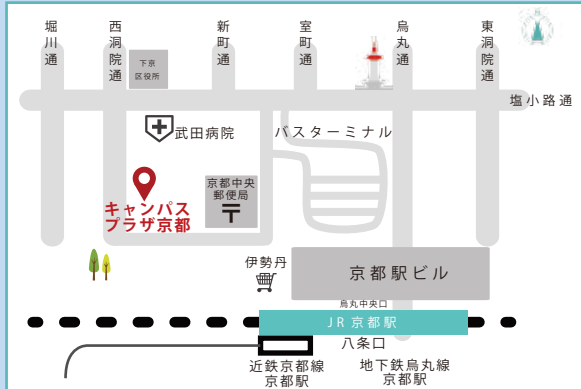 堀川通
西洞院通
新町通
室町通
烏丸通
東洞院通
下京
区役所
塩小路通
武田病院
バスターミナル
京都中央
郵便局
〒
キャンパス
プラザ京都
伊勢丹
京都駅ビル
烏丸中央口
JR京都駅
八条口
近鉄京都線
京都駅
地下鉄烏丸線
京都駅